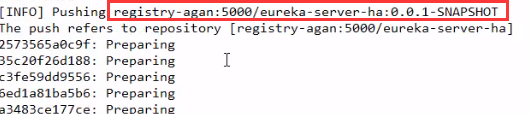 [INFO] Pushing registry-agan:5000/eureka-server-ha:0.0.1-SNAPSHOT
The push refers to repository [registry-agan:5000/eureka-server-ha]
2573565a0c9f: Preparing
35c20f26d188: Preparing
c3fe59dd9556: Preparing
6ed1a81ba5b6: Preparing
a3483ce177ce: Preparing